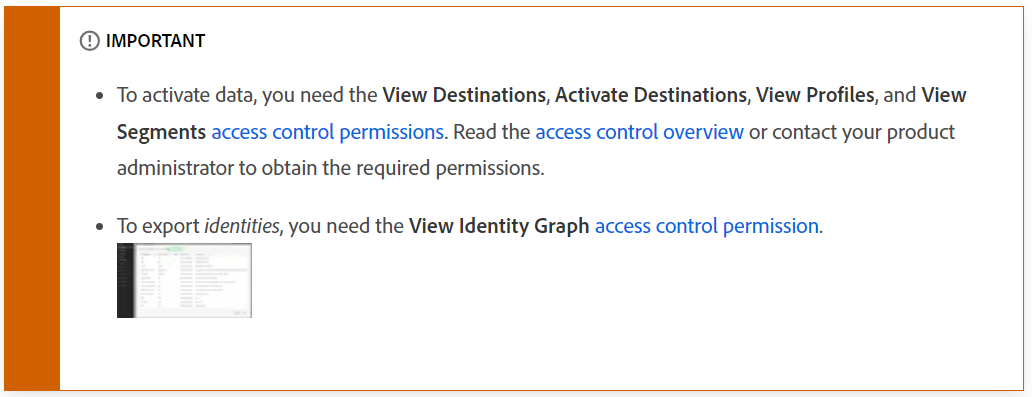 IMPORTANT
To activate data, you need the View Destinations, Activate Destinations, View Profiles, and View
Segments access control permissions. Read the access control overview or contact your product
administrator to obtain the required permissions.
To export identities, you need the View Identity Graph access control permission.